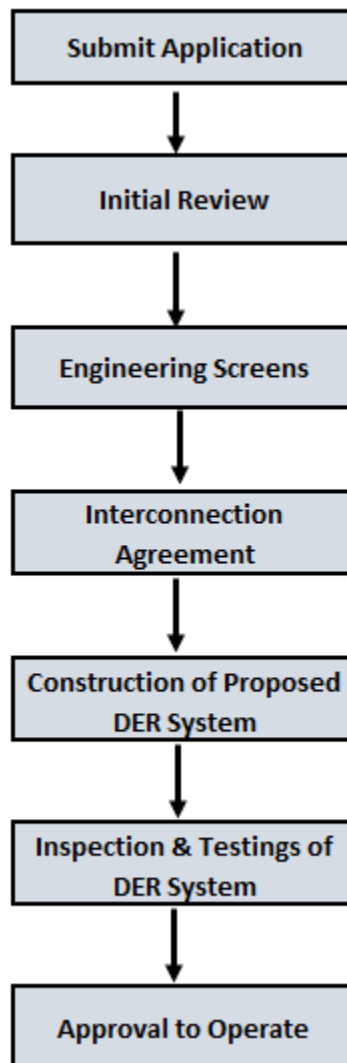 Submit Application
Initial Review
Engineering Screens
Interconnection
Agreement
Construction of Proposed
DER System
Inspection & Testings of
DER System
Approval to Operate